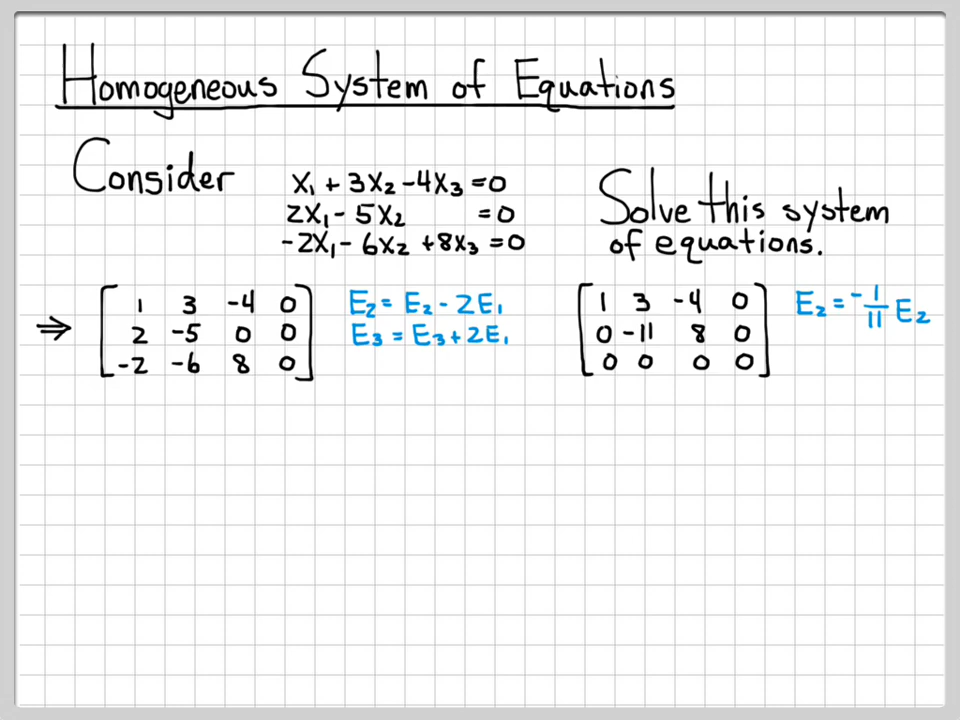 Homogeneous System of Equations
Consider
X₁ + 3X₂ - 4X₃ = 0
2X₁ - 5X₂ = 0
-2X₁ - 6X₂ + 8X₃ = 0
Solve this system
of equations.
⇒ [ 1 3 -4 0
2 -5 0 0
-2 -6 8 0 ]
E₂ = E₂ - 2E₁
E₃ = E₃ + 2E₁
[ 1 3 -4 0
0 -11 8 0
0 0 0 0 ]
E₂ = -1/11 E₂